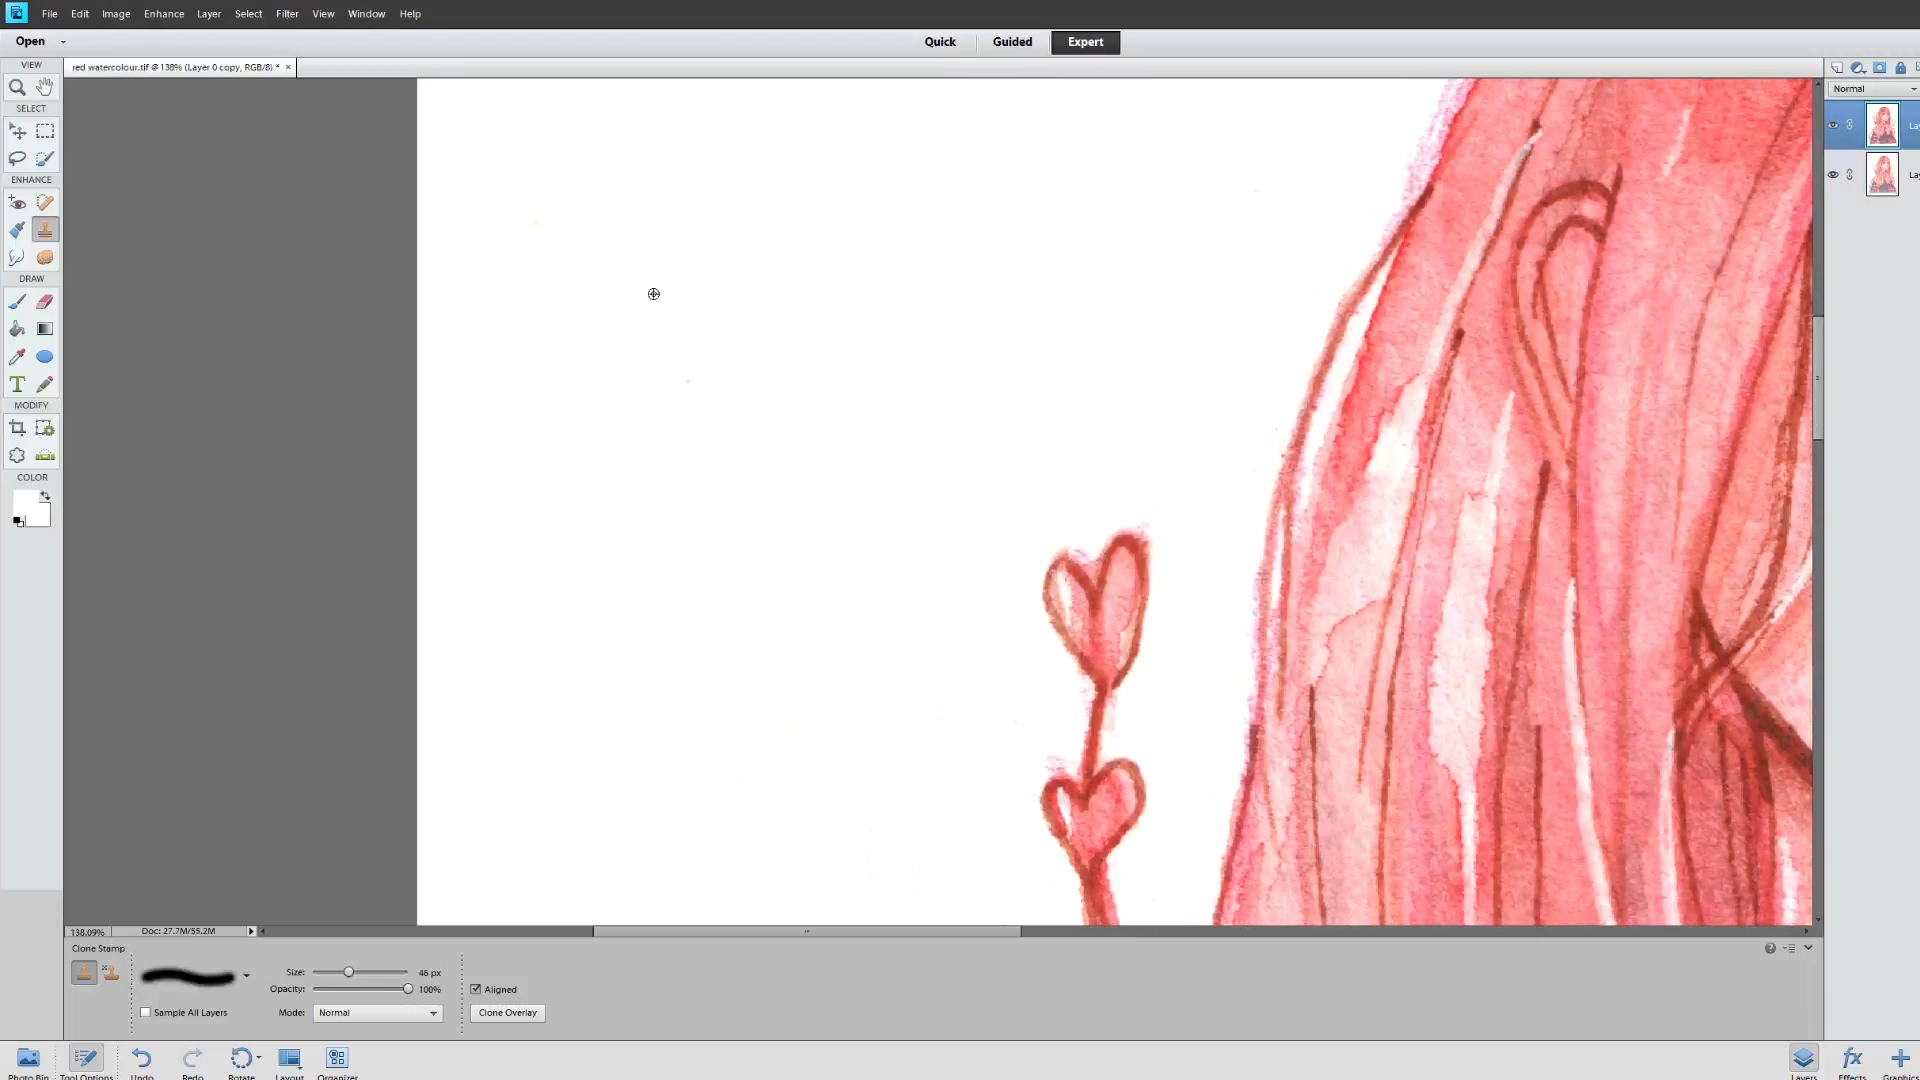 File Edit Image Enhance Layer Select Filter View Window Help
Open Quick Guided Expert
VIEW
red watercolour.tif @ 138% (Layer 0 copy, RGB/8) * ×
Normal
SELECT
ENHANCE
DRAW
T
MODIFY
COLOR
138.09% Doc: 27.7M/55.2M
Clone Stamp
Size: 46 px
Opacity: 100% Aligned
Sample All Layers Mode: Normal Clone Overlay
Photo Bin Tool Options Undo Redo Rotate Layout Organizer fx Layers Effects Graphics